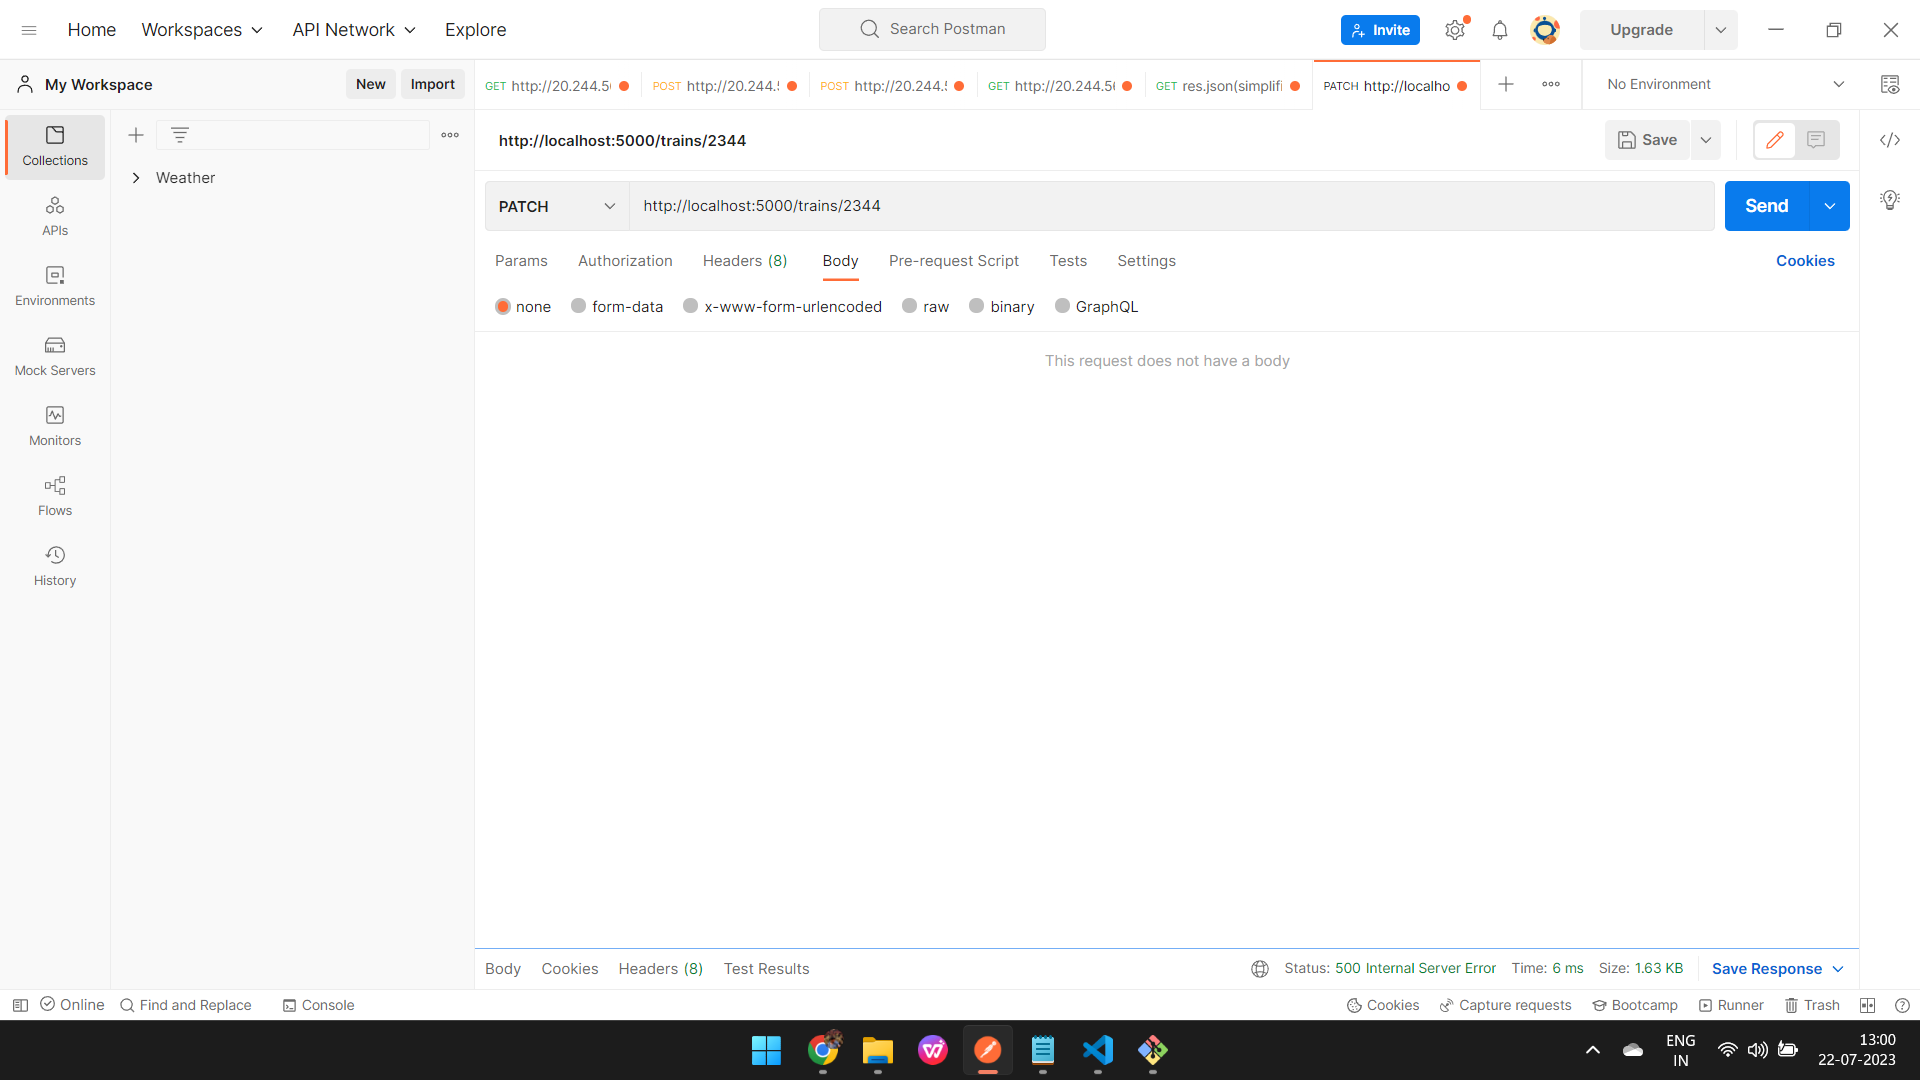 Home Workspaces API Network Explore Search Postman Invite Upgrade
My Workspace New Import GET http://20.244.5 POST http://20.244. POST http://20.244. GET http://20.244.5 GET res.json(simplif PATCH http://localho No Environment
Collections
Weather
APIs
Environments
Mock Servers
Monitors
Flows
History
http://localhost:5000/trains/2344 Save
PATCH http://localhost:5000/trains/2344 Send
Params Authorization Headers (8) Body Pre-request Script Tests Settings Cookies
none form-data x-www-form-urlencoded raw binary GraphQL
This request does not have a body
Body Cookies Headers (8) Test Results Status: 500 Internal Server Error Time: 6 ms Size: 1.63 KB Save Response
Online Find and Replace Console Cookies Capture requests Bootcamp Runner Trash
ENG 13:00
IN 22-07-2023